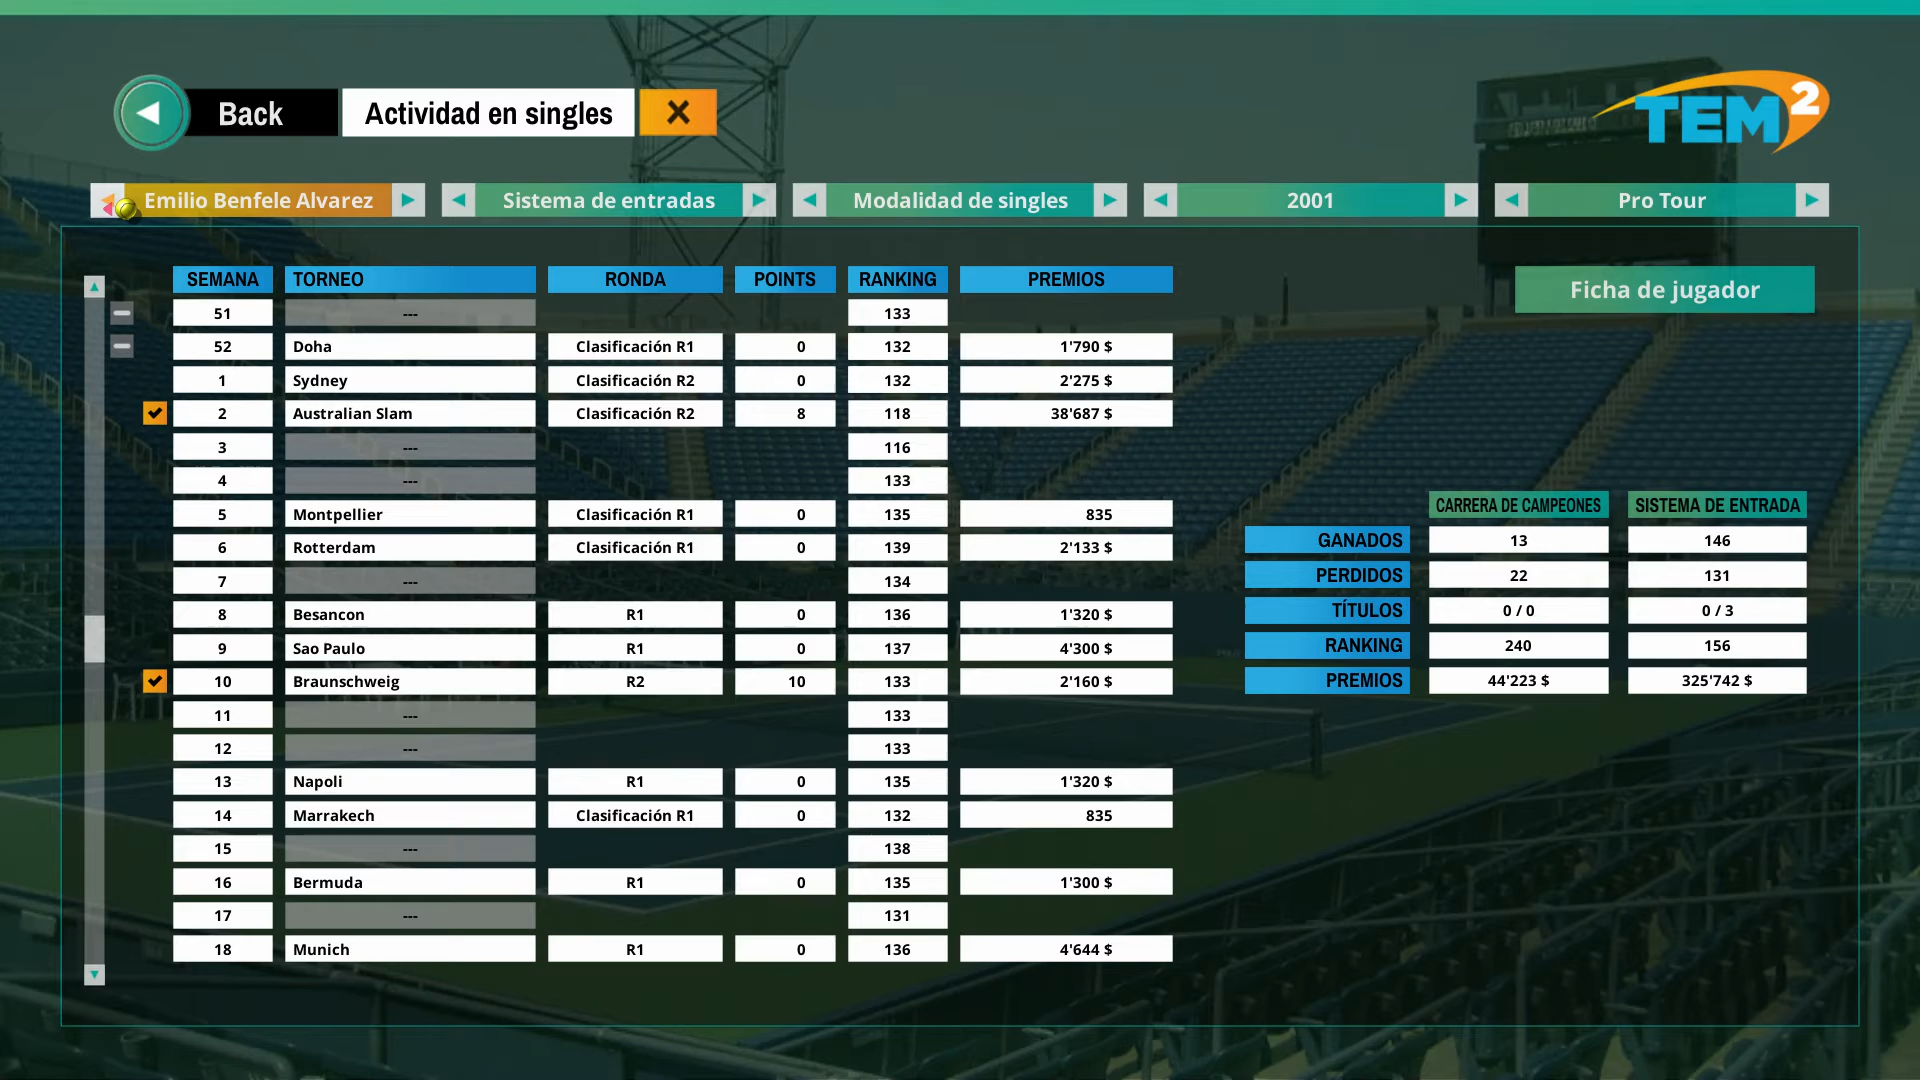 Back
Actividad en singles
TEM 2
Emilio Benfele Alvarez
Sistema de entradas
Modalidad de singles
2001
Pro Tour
SEMANA TORNEO RONDA POINTS RANKING PREMIOS
Ficha de jugador
51 --- 133
52 Doha Clasificación R1 0 132 1'790 $
1 Sydney Clasificación R2 0 132 2'275 $
2 Australian Slam Clasificación R2 8 118 38'687 $
3 --- 116
4 --- 133
5 Montpellier Clasificación R1 0 135 835
6 Rotterdam Clasificación R1 0 139 2'133 $
7 --- 134
8 Besancon R1 0 136 1'320 $
9 Sao Paulo R1 0 137 4'300 $
10 Braunschweig R2 10 133 2'160 $
11 --- 133
12 --- 133
13 Napoli R1 0 135 1'320 $
14 Marrakech Clasificación R1 0 132 835
15 --- 138
16 Bermuda R1 0 135 1'300 $
17 --- 131
18 Munich R1 0 136 4'644 $
CARRERA DE CAMPEONES SISTEMA DE ENTRADA
GANADOS 13 146
PERDIDOS 22 131
TÍTULOS 0 / 0 0 / 3
RANKING 240 156
PREMIOS 44'223 $ 325'742 $